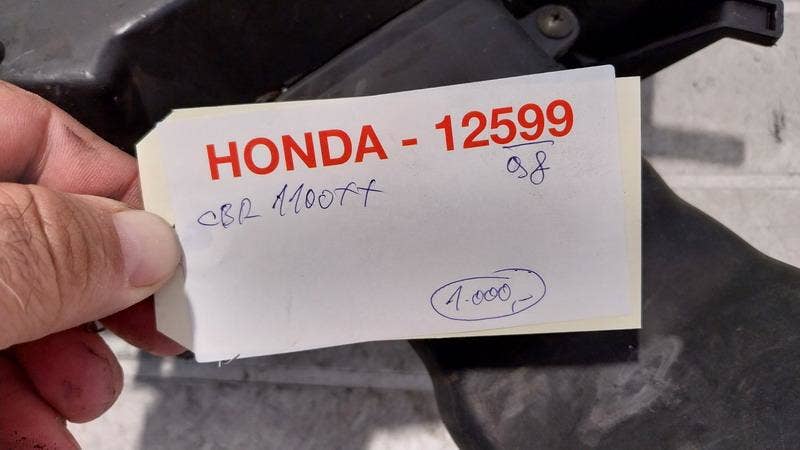 HONDA - 12599
98
CBR 1100XX
1.000,-